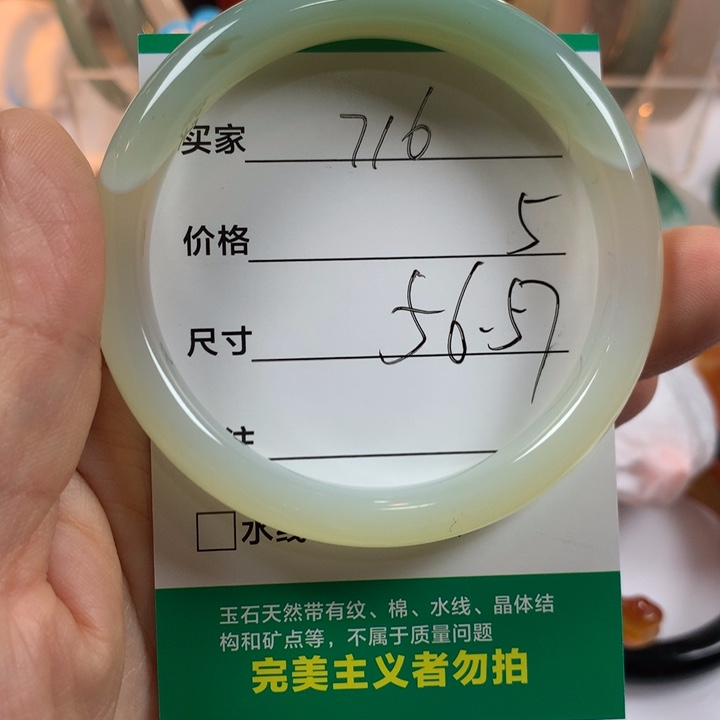 买家 716
价格 5
尺寸 56-57
注
□水线
玉石天然带有纹、棉、水线、晶体结
构和矿点等，不属于质量问题
完美主义者勿拍